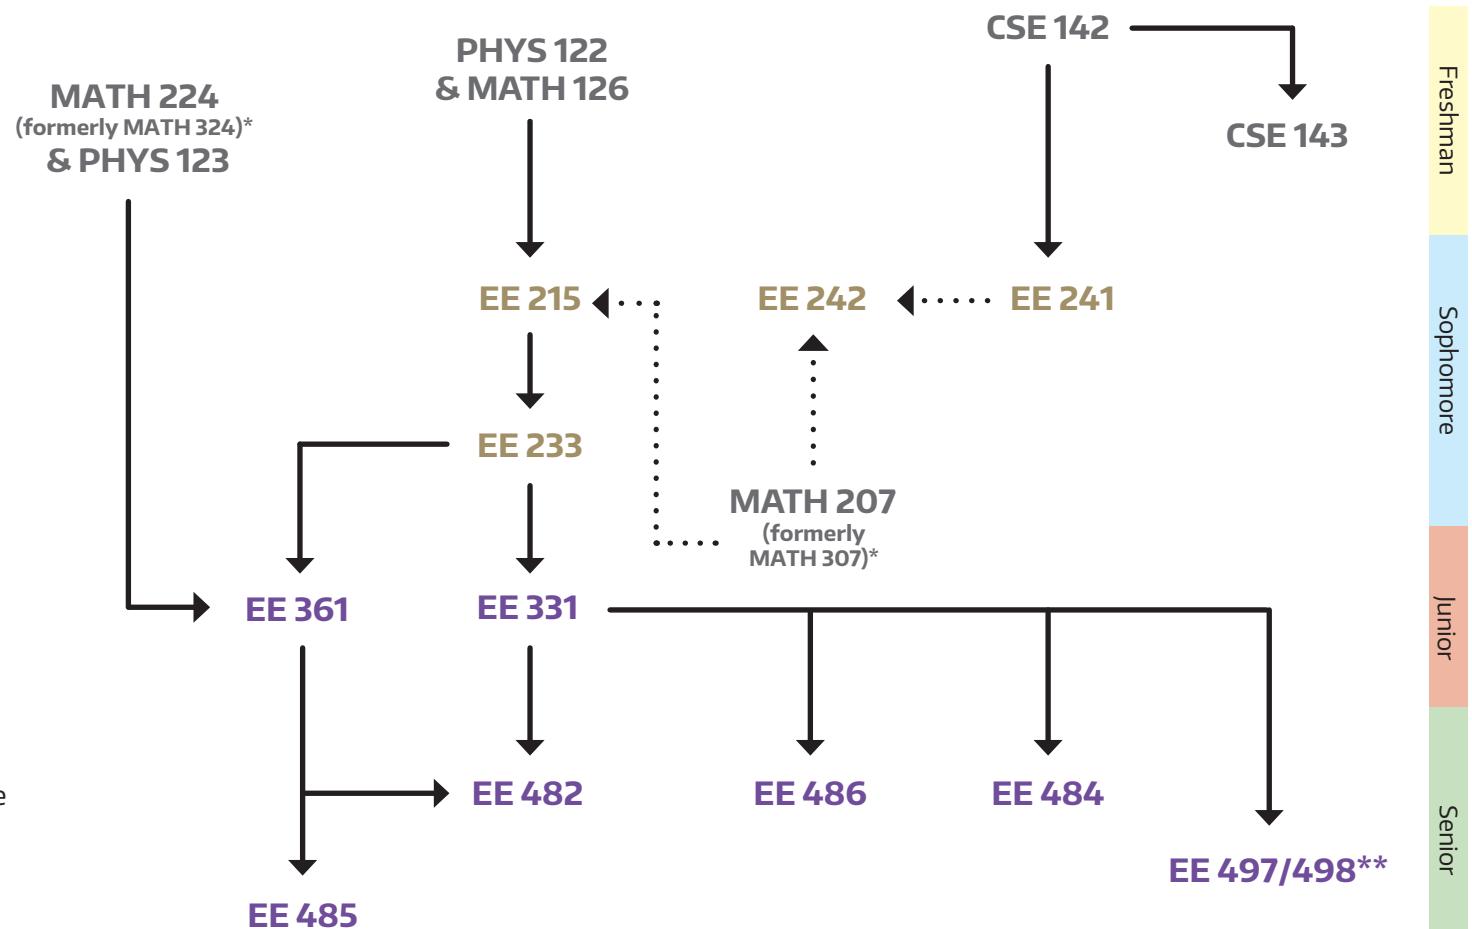 CSE 142
PHYS 122
& MATH 126
MATH 224
(formerly MATH 324)*
& PHYS 123
CSE 143
Freshman
EE 215
EE 242
EE 241
Sophomore
EE 233
MATH 207
(formerly
MATH 307)*
EE 361
EE 331
Junior
EE 482
EE 486
EE 484
e
EE 497/498**
Senior
EE 485